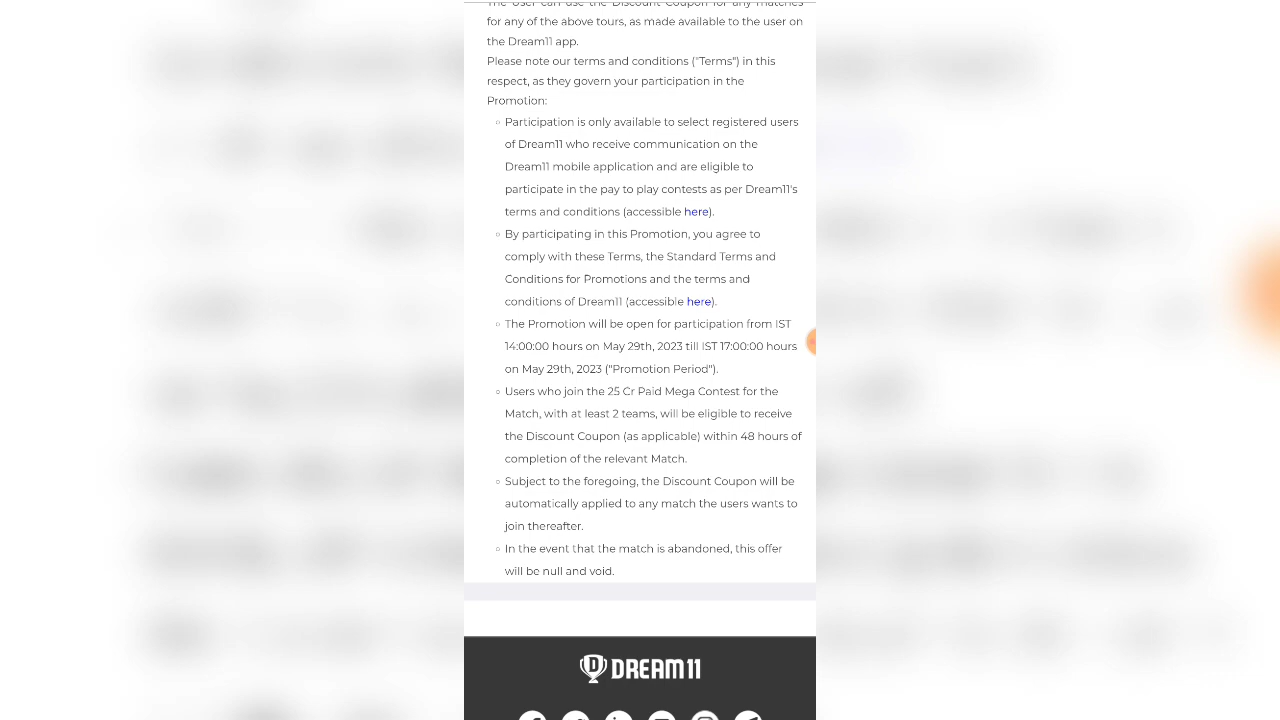 The User can use the Discount Coupon for any matches
for any of the above tours, as made available to the user on
the Dream11 app.
Please note our terms and conditions ("Terms") in this
respect, as they govern your participation in the
Promotion:
Participation is only available to select registered users
of Dream11 who receive communication on the
Dream11 mobile application and are eligible to
participate in the pay to play contests as per Dream11's
terms and conditions (accessible here).
By participating in this Promotion, you agree to
comply with these Terms, the Standard Terms and
Conditions for Promotions and the terms and
conditions of Dream11 (accessible here).
The Promotion will be open for participation from IST
14:00:00 hours on May 29th, 2023 till IST 17:00:00 hours
on May 29th, 2023 ("Promotion Period").
Users who join the 25 Cr Paid Mega Contest for the
Match, with at least 2 teams, will be eligible to receive
the Discount Coupon (as applicable) within 48 hours of
completion of the relevant Match.
Subject to the foregoing, the Discount Coupon will be
automatically applied to any match the users wants to
join thereafter.
In the event that the match is abandoned, this offer
will be null and void.
DREAM11